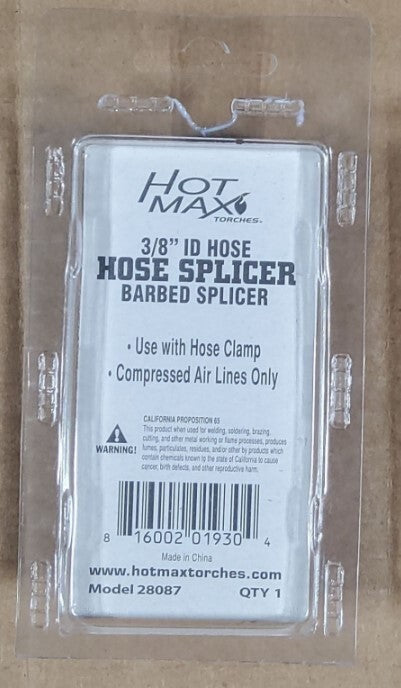 HOT
MAX
TORCHES™
3/8" ID HOSE
HOSE SPLICER
BARBED SPLICER
• Use with Hose Clamp
• Compressed Air Lines Only
WARNING!
CALIFORNIA PROPOSITION 65
This product when used for welding, soldering, brazing,
cutting, and other metal working or flame processes, produces
fumes, particulates, residues, and/or other by products which
contain chemicals known to the state of California to cause
cancer, birth defects, and other reproductive harm.
8 16002 01930 4
Made in China
www.hotmaxtorches.com
Model 28087 QTY 1